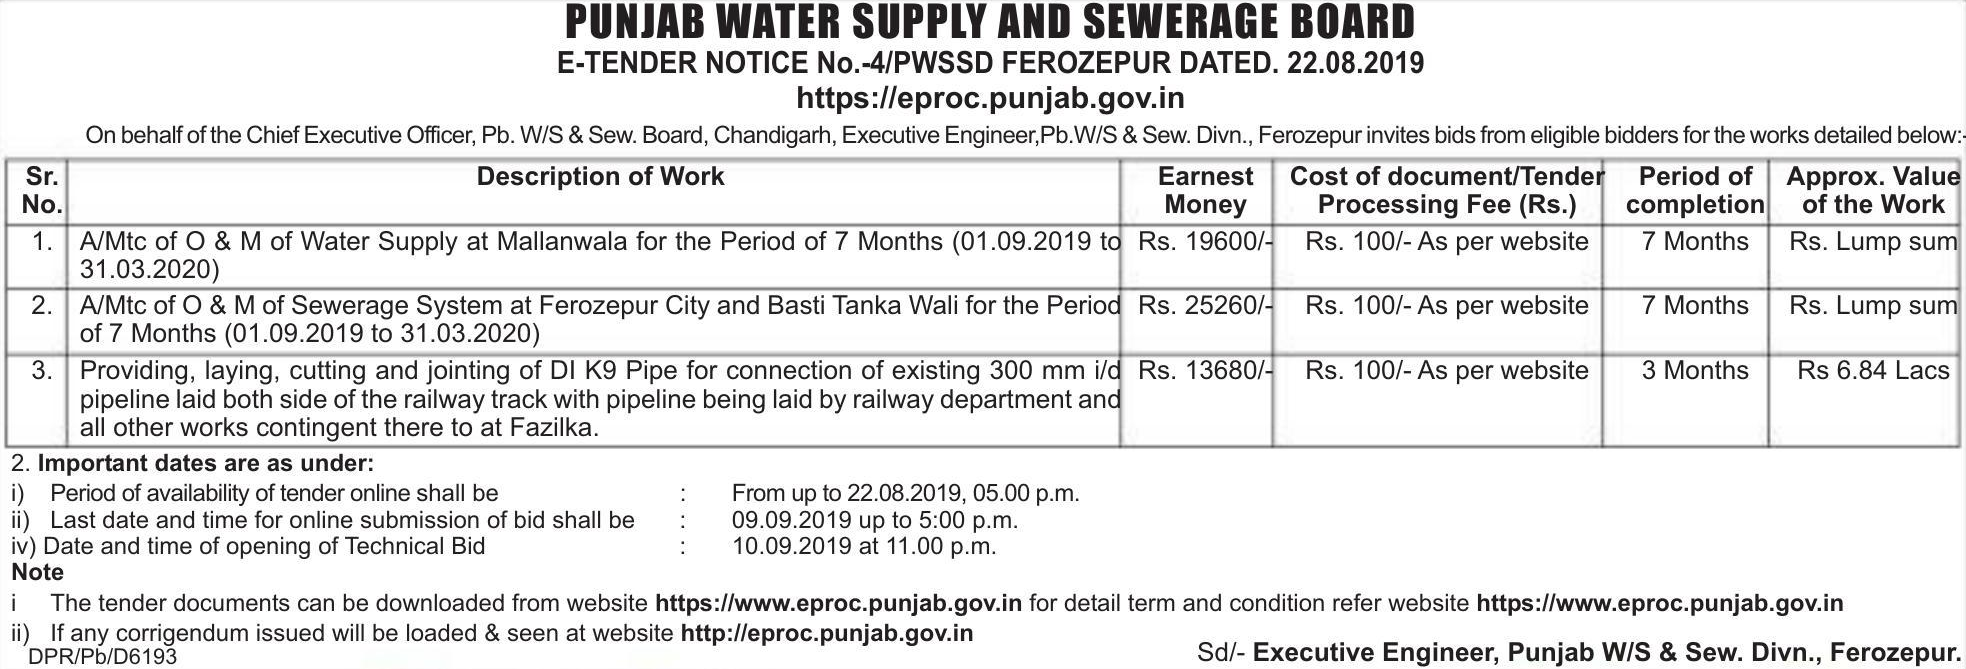 PUNJAB WATER SUPPLY AND SEWERAGE BOARD
E-TENDER NOTICE No.-4/PWSSD FEROZEPUR DATED. 22.08.2019
https://eproc.punjab.gov.in
On behalf of the Chief Executive Officer, Pb. W/S & Sew. Board, Chandigarh, Executive Engineer,Pb.W/S & Sew. Divn., Ferozepur invites bids from eligible bidders for the works detailed below:-
Sr. Description of Work Earnest Cost of document/Tender Period of Approx. Value
No. Money Processing Fee (Rs.) completion of the Work
1. A/Mtc of O & M of Water Supply at Mallanwala for the Period of 7 Months (01.09.2019 to Rs. 19600/- Rs. 100/- As per website 7 Months Rs. Lump sum
31.03.2020)
2. A/Mtc of O & M of Sewerage System at Ferozepur City and Basti Tanka Wali for the Period Rs. 25260/- Rs. 100/- As per website 7 Months Rs. Lump sum
of 7 Months (01.09.2019 to 31.03.2020)
3. Providing, laying, cutting and jointing of DI K9 Pipe for connection of existing 300 mm i/d Rs. 13680/- Rs. 100/- As per website 3 Months Rs 6.84 Lacs
pipeline laid both side of the railway track with pipeline being laid by railway department and
all other works contingent there to at Fazilka.
2. Important dates are as under:
i) Period of availability of tender online shall be : From up to 22.08.2019, 05.00 p.m.
ii) Last date and time for online submission of bid shall be : 09.09.2019 up to 5:00 p.m.
iv) Date and time of opening of Technical Bid : 10.09.2019 at 11.00 p.m.
Note
i The tender documents can be downloaded from website https://www.eproc.punjab.gov.in for detail term and condition refer website https://www.eproc.punjab.gov.in
ii) If any corrigendum issued will be loaded & seen at website http://eproc.punjab.gov.in
DPR/Pb/D6193 Sd/- Executive Engineer, Punjab W/S & Sew. Divn., Ferozepur.